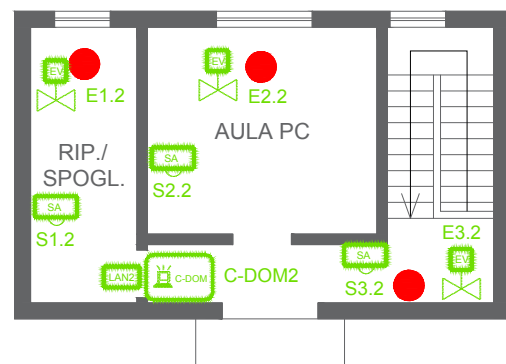 EV
E1.2
EV
E2.2
AULA PC
RIP./
SPOGL.
SA
S2.2
SA
S1.2
E3.2
EV
SA
S3.2
LAN2
C-DOM
C-DOM2